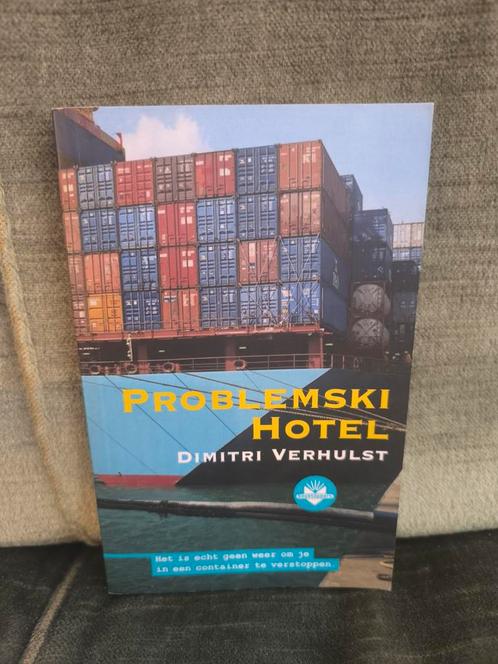 PROBLEMSKI
HOTEL
DIMITRI VERHULST
Het is echt geen weer om je
in een container te verstoppen.